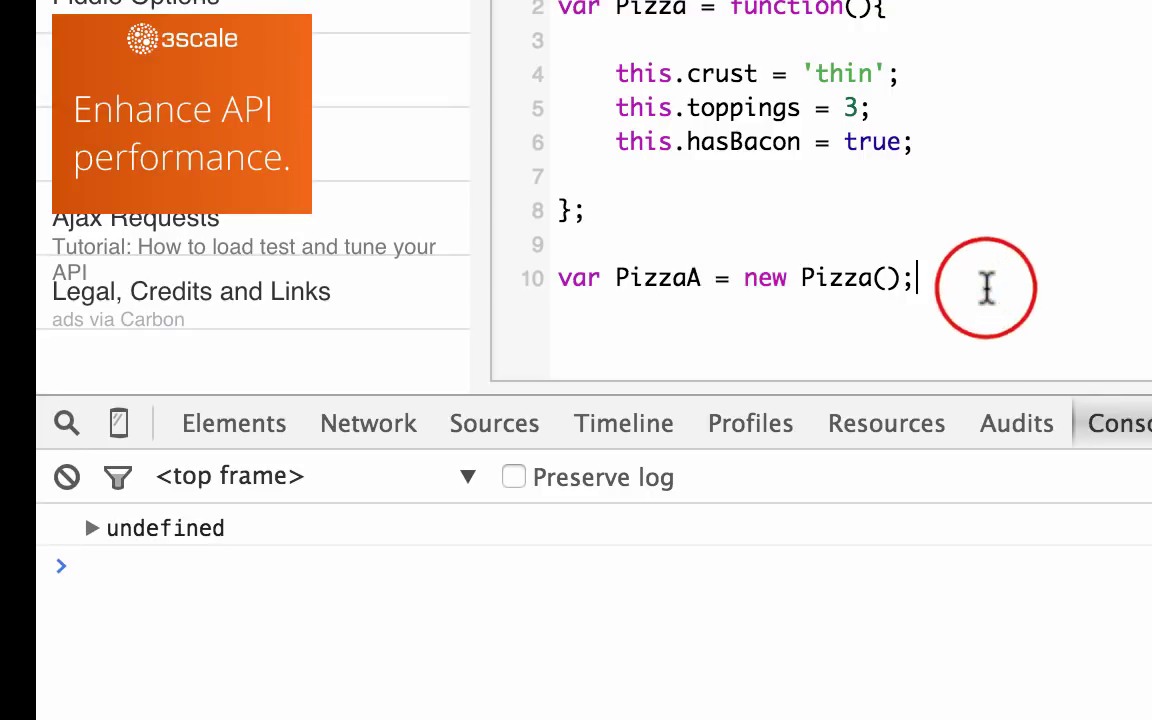 Fiddle Options
3scale
Enhance API
performance.
Ajax Requests
Tutorial: How to load test and tune your
API
Legal, Credits and Links
ads via Carbon
2 var Pizza = function(){
3
4 this.crust = 'thin';
5 this.toppings = 3;
6 this.hasBacon = true;
7
8 };
9
10 var PizzaA = new Pizza();
Elements Network Sources Timeline Profiles Resources Audits Conso
<top frame> ▼ Preserve log
▶ undefined
>